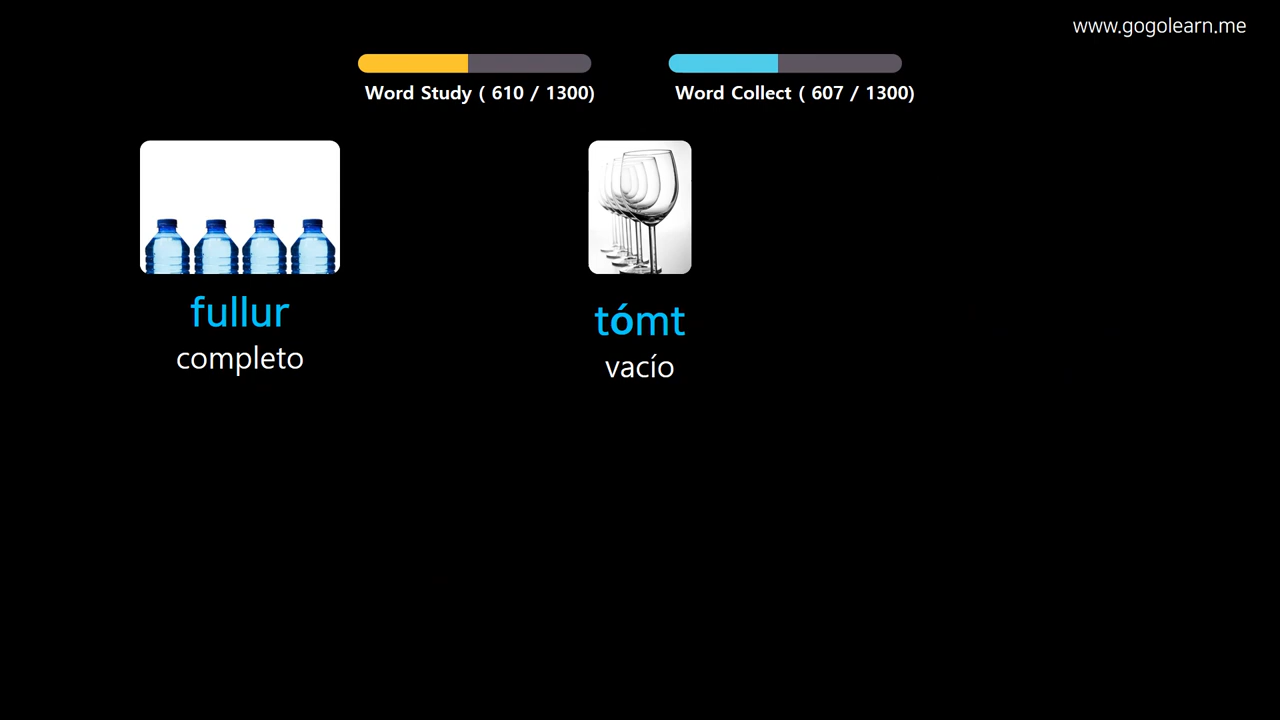 www.gogolearn.me
Word Study ( 610 / 1300)
Word Collect ( 607 / 1300)
fullur
completo
tómt
vacío